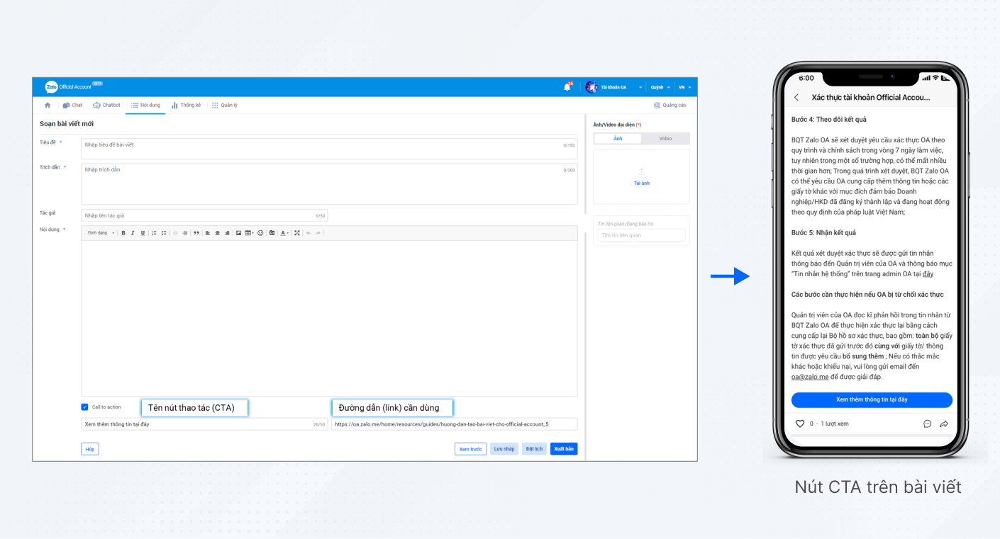 Zalo Official Account BETA
16
Tài khoản OA
Quỳnh
VN
Chat
Chatbot
Nội dung
Thống kê
Quản lý
Quảng cáo
Soạn bài viết mới
Tiêu đề *
Nhập tiêu đề bài viết
0/150
Trích dẫn *
Nhập trích dẫn
0/300
Tác giả
Nhập tên tác giả
0/50
Nội dung *
Định dạng
B I U
Call to action
Tên nút thao tác (CTA)
Đường dẫn (link) cần dùng
Xem thêm thông tin tại đây
26/50
https://oa.zalo.me/home/resources/guides/huong-dan-tao-bai-viet-cho-official-account_5
Hủy
Xem trước
Lưu nháp
Đặt lịch
Xuất bản
Ảnh/Video đại diện (*)
Ảnh
Video
Tải ảnh
Tin liên quan (Đang bảo trì)
Tìm tin liên quan
6:00
Xác thực tài khoản Official Accou...
Bước 4: Theo dõi kết quả
BQT Zalo OA sẽ xét duyệt yêu cầu xác thực OA theo
quy trình và chính sách trong vòng 7 ngày làm việc,
tuy nhiên trong một số trường hợp, có thể mất nhiều
thời gian hơn; Trong quá trình xét duyệt, BQT Zalo OA
có thể yêu cầu OA cung cấp thêm thông tin hoặc các
giấy tờ khác với mục đích đảm bảo Doanh
nghiệp/HKD đã đăng ký thành lập và đang hoạt động
theo quy định của pháp luật Việt Nam;
Bước 5: Nhận kết quả
Kết quả xét duyệt xác thực sẽ được gửi tin nhắn
thông báo đến Quản trị viên của OA và thông báo mục
“Tin nhắn hệ thống” trên trang admin OA tại đây
Các bước cần thực hiện nếu OA bị từ chối xác thực
Quản trị viên của OA đọc kĩ phản hồi trong tin nhắn từ
BQT Zalo OA để thực hiện xác thực lại bằng cách
cung cấp lại Bộ hồ sơ xác thực, bao gồm: toàn bộ giấy
tờ xác thực đã gửi trước đó cùng với giấy tờ/ thông
tin được yêu cầu bổ sung thêm ; Nếu có thắc mắc
khác hoặc khiếu nại, vui lòng gửi email đến
oa@zalo.me để được giải đáp.
Xem thêm thông tin tại đây
0 · 1 lượt xem
Nút CTA trên bài viết